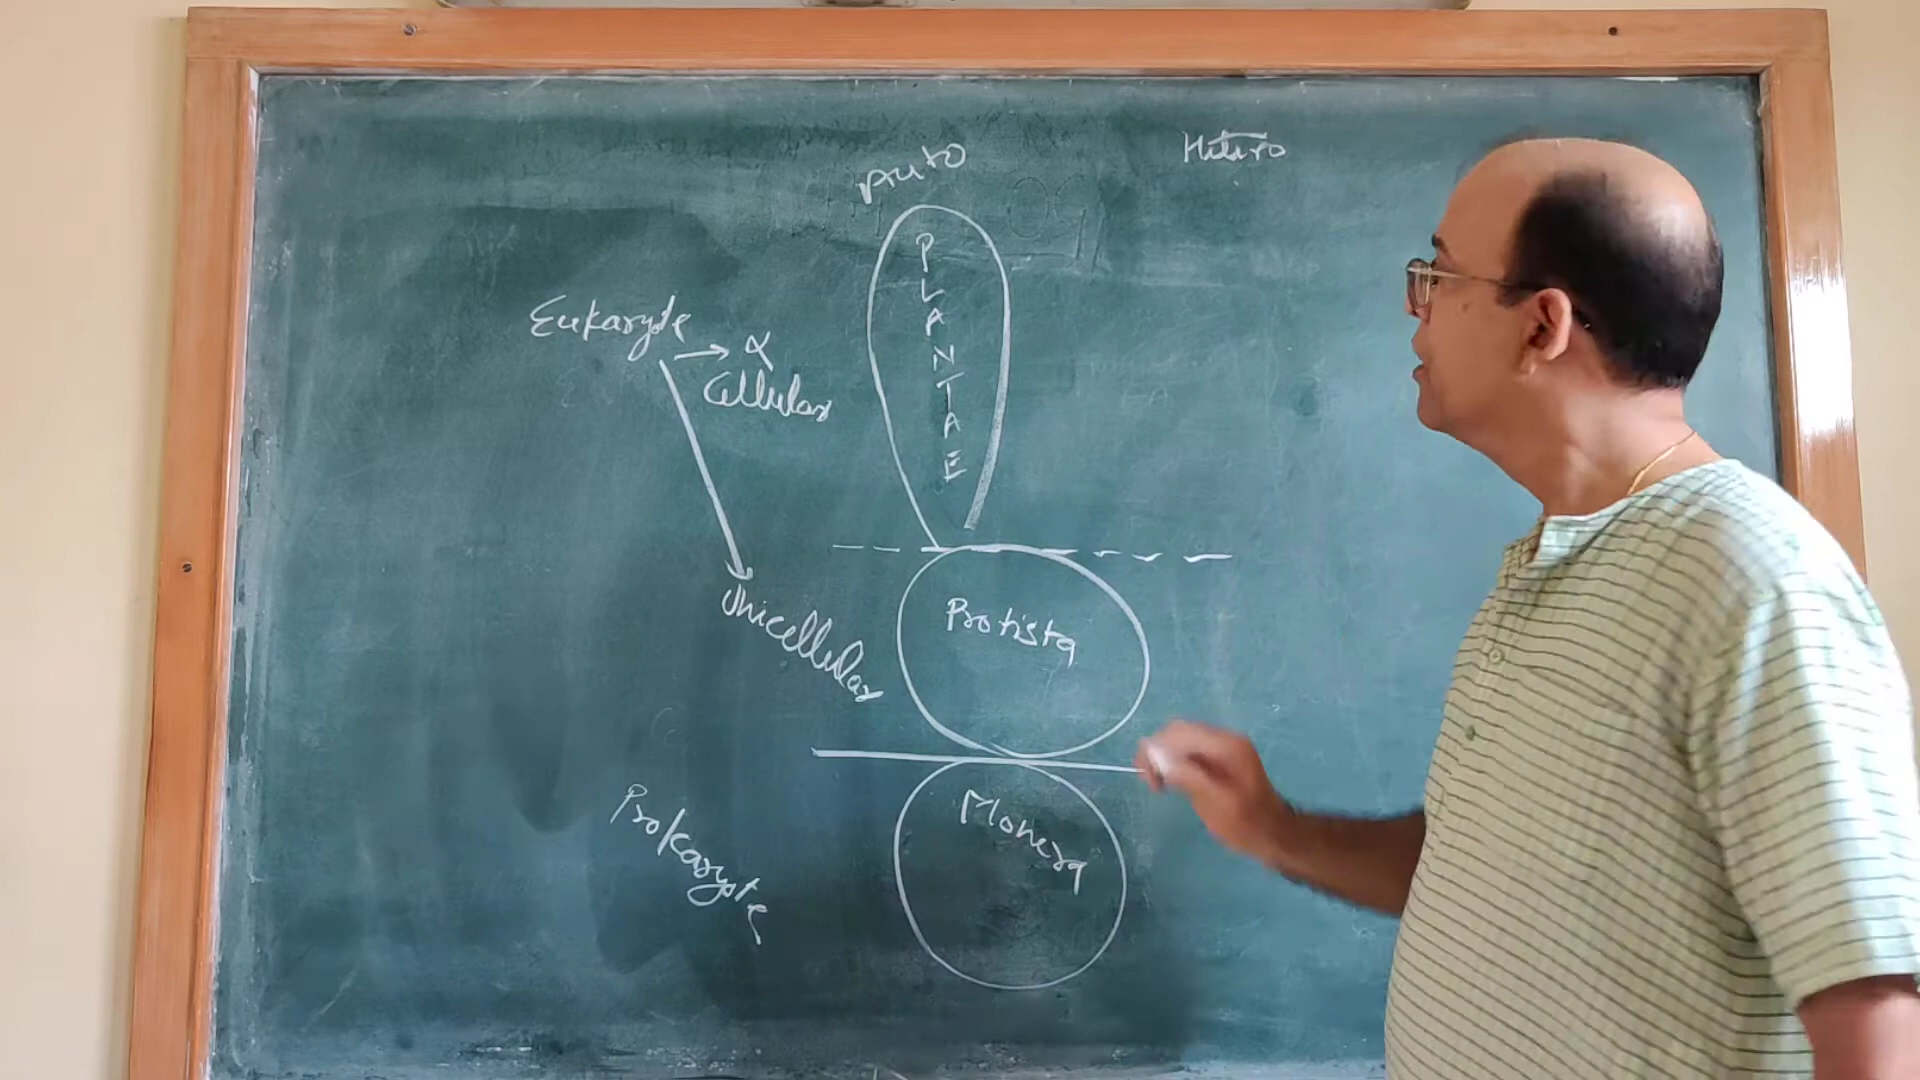 Auto
Hetero
PLANTAE
Eukaryote
α
Cellular
Unicellular
Protista
Monera
Prokaryote